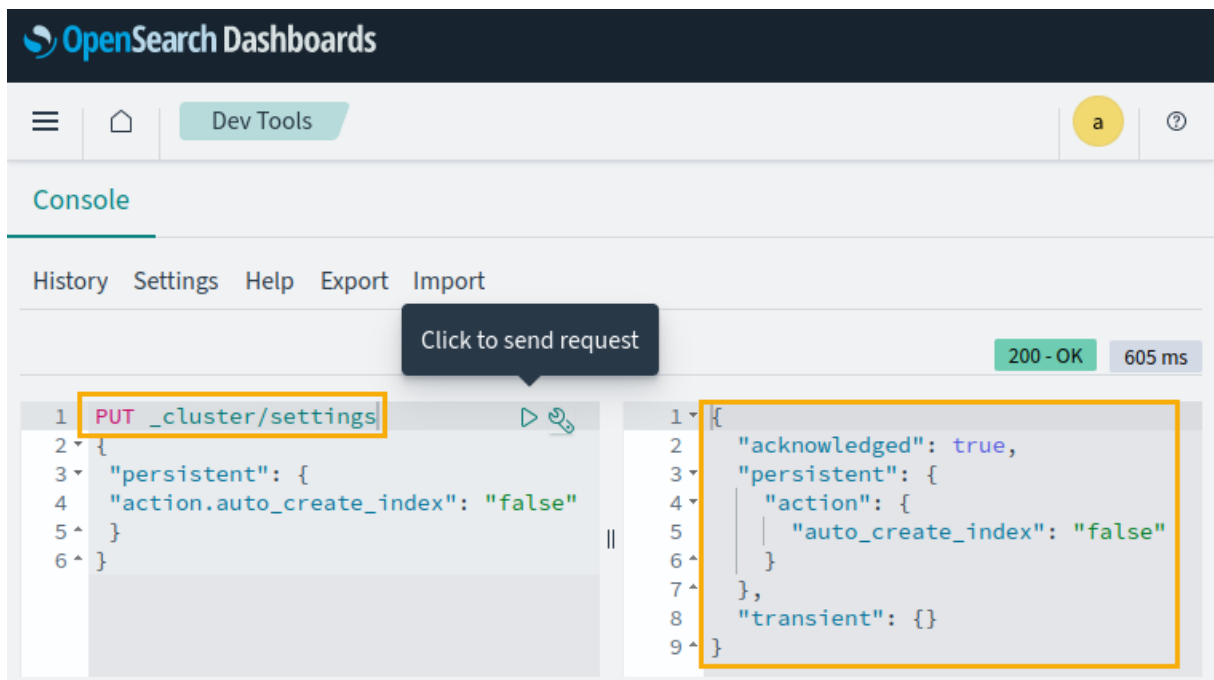 OpenSearch Dashboards
Dev Tools
a
?
Console
History Settings Help Export Import
Click to send request
200 - OK 605 ms
1 PUT _cluster/settings
2 {
3 "persistent": {
4 "action.auto_create_index": "false"
5 }
6 }
1 {
2 "acknowledged": true,
3 "persistent": {
4 "action": {
5 "auto_create_index": "false"
6 }
7 },
8 "transient": {}
9 }